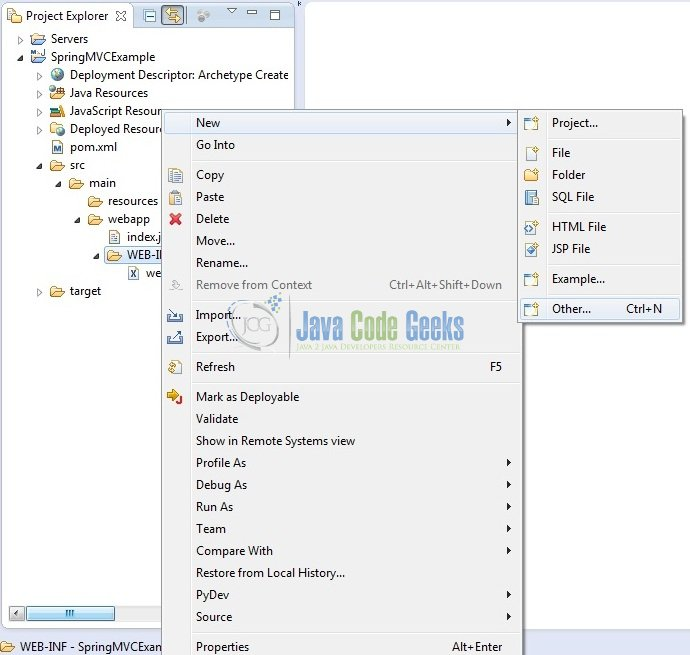 Project Explorer
Servers
SpringMVCExample
Deployment Descriptor: Archetype Create
Java Resources
JavaScript Resour
Deployed Resour
pom.xml
src
main
resources
webapp
index.j
WEB-IN
we
target
New
Go Into
Copy
Paste
Delete
Move...
Rename...
Remove from Context Ctrl+Alt+Shift+Down
Import...
Export...
Refresh F5
Mark as Deployable
Validate
Show in Remote Systems view
Profile As
Debug As
Run As
Team
Compare With
Restore from Local History...
PyDev
Source
Properties Alt+Enter
Project...
File
Folder
SQL File
HTML File
JSP File
Example...
Other... Ctrl+N
JCG
Java Code Geeks
JAVA 2 JAVA DEVELOPERS RESOURCE CENTER
WEB-INF - SpringMVCExan